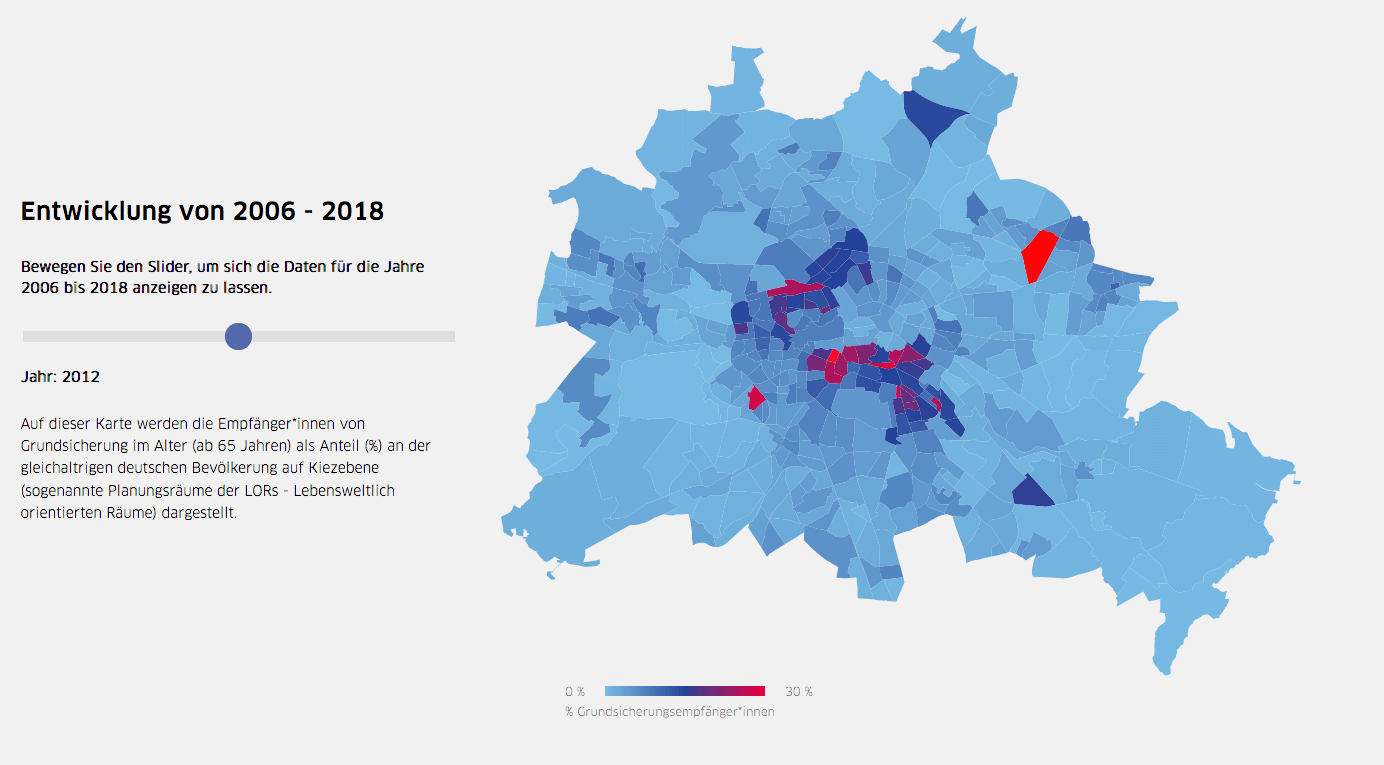 Entwicklung von 2006 - 2018
Bewegen Sie den Slider, um sich die Daten für die Jahre
2006 bis 2018 anzeigen zu lassen.
Jahr: 2012
Auf dieser Karte werden die Empfänger*innen von
Grundsicherung im Alter (ab 65 Jahren) als Anteil (%) an der
gleichaltrigen deutschen Bevölkerung auf Kiezebene
(sogenannte Planungsräume der LORs - Lebensweltlich
orientierten Räume) dargestellt.
0 % 30 %
% Grundsicherungsempfänger*innen